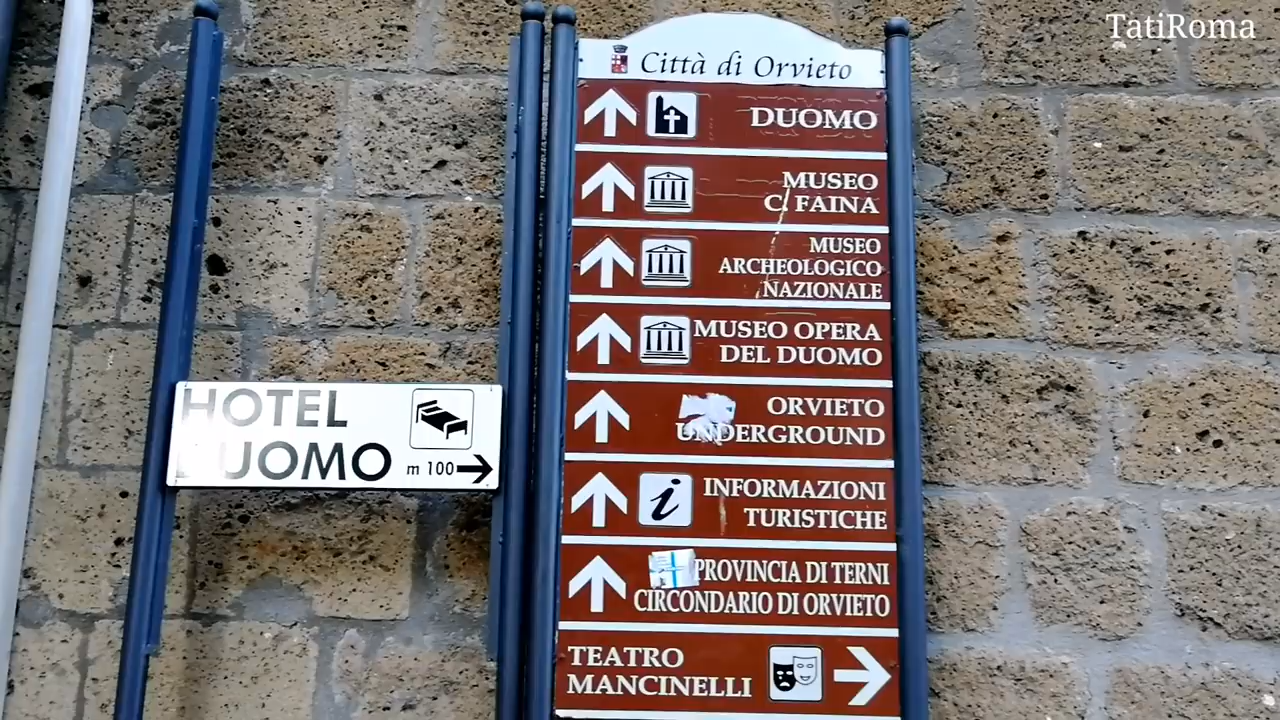 TatiRoma
Città di Orvieto
DUOMO
MUSEO
C. FAINA
MUSEO
ARCHEOLOGICO
NAZIONALE
MUSEO OPERA
DEL DUOMO
ORVIETO
UNDERGROUND
i INFORMAZIONI
TURISTICHE
PROVINCIA DI TERNI
CIRCONDARIO DI ORVIETO
TEATRO
MANCINELLI
HOTEL
DUOMO m 100